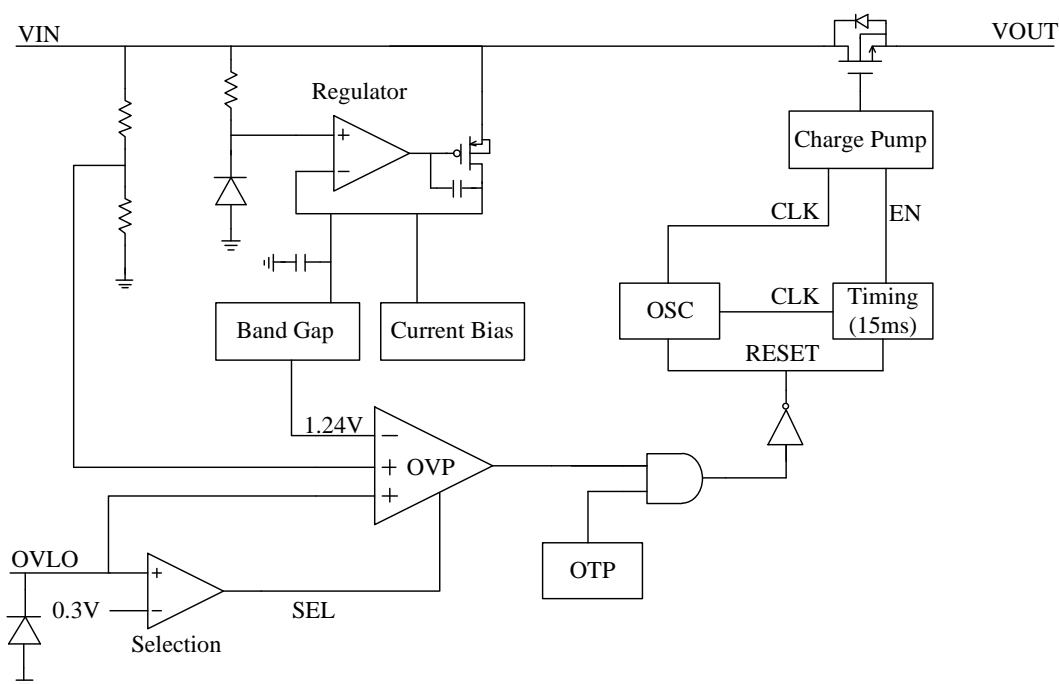 VIN
VOUT
Regulator
+
−
Charge Pump
CLK
EN
Band Gap
Current Bias
OSC
CLK
Timing
(15ms)
RESET
1.24V
−
+
OVP
+
OVLO
+
0.3V
−
SEL
Selection
OTP